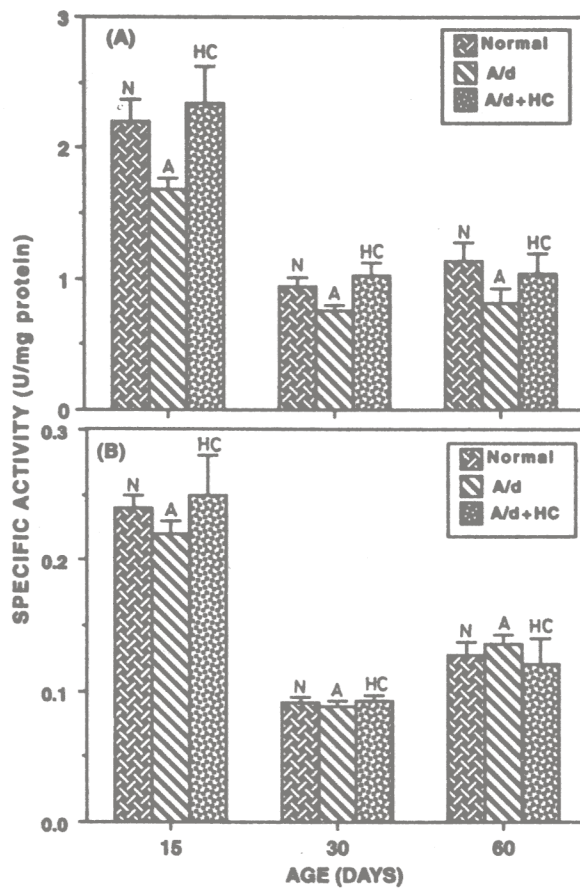 SPECIFIC ACTIVITY (U/mg protein)
(A)
3
2
1
0
Normal
A/d
A/d+HC
N
A
HC
N
A
HC
N
A
HC
(B)
0.3
0.2
0.1
0.0
Normal
A/d
A/d+HC
N
A
HC
N
A
HC
N
A
HC
15
30
60
AGE (DAYS)